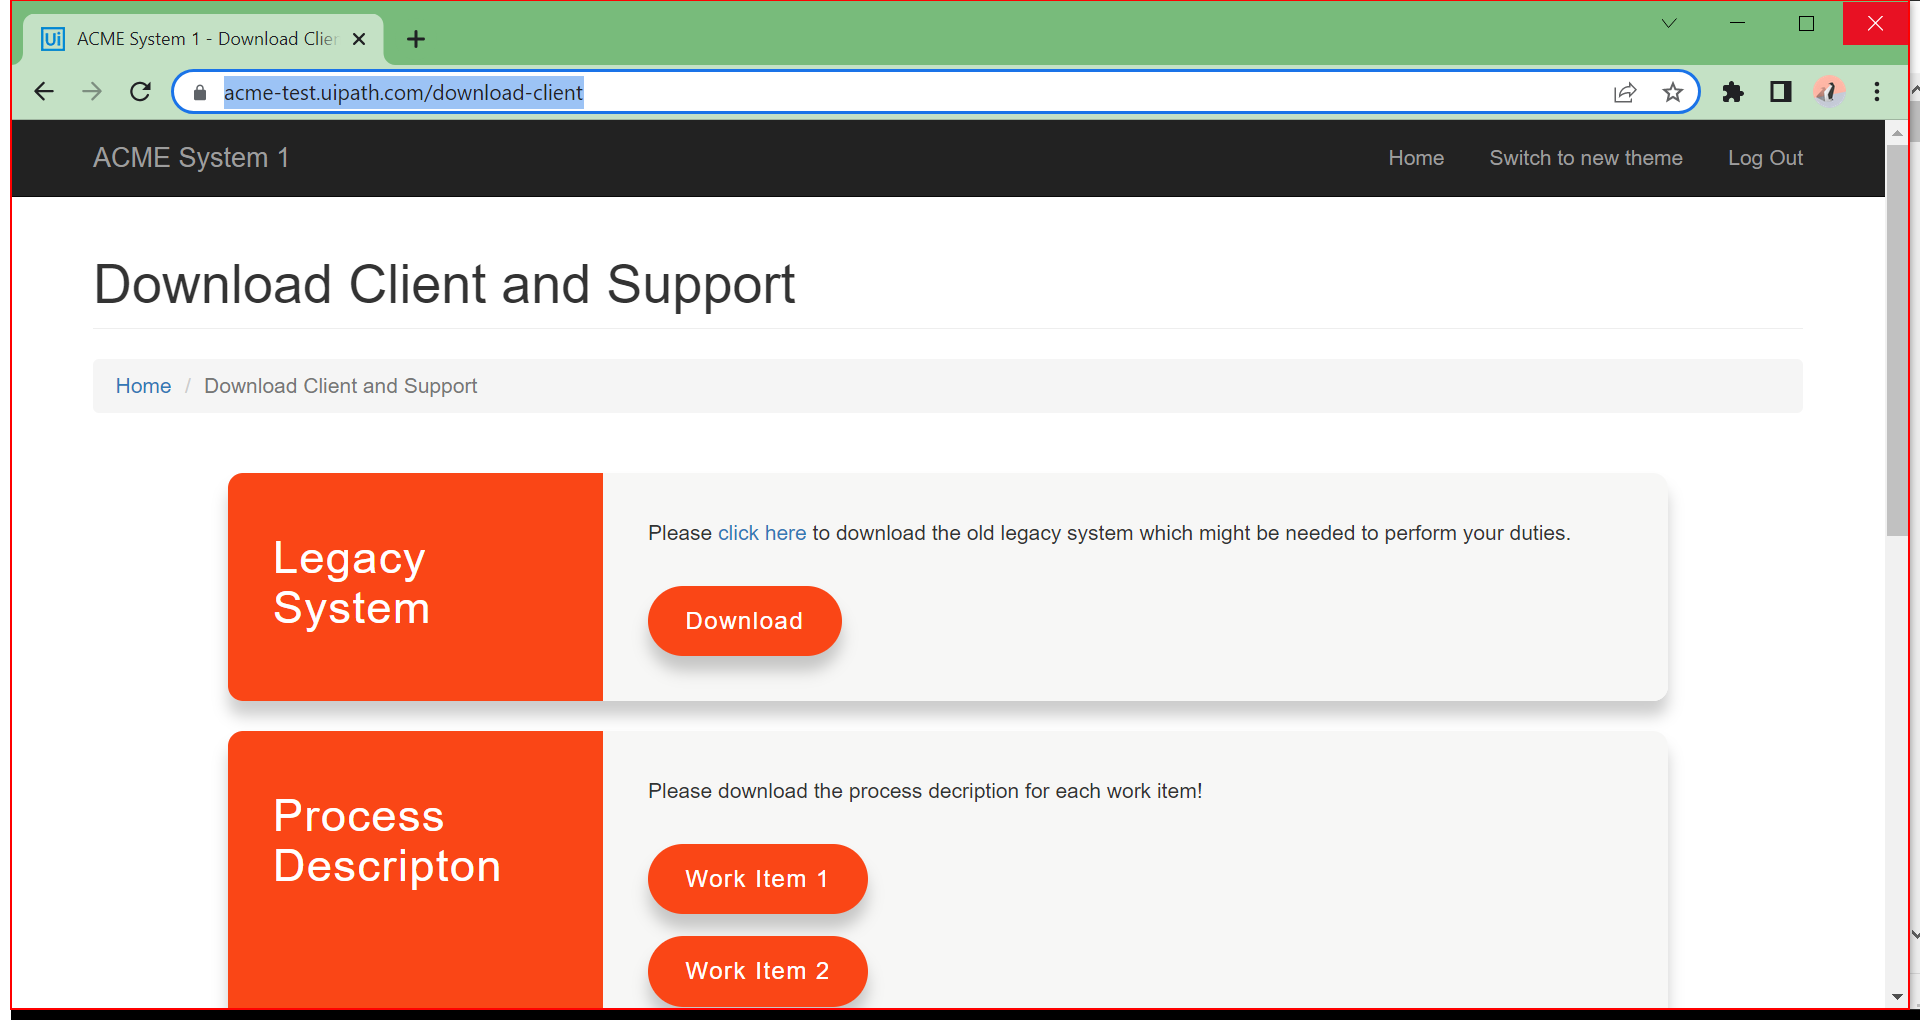 Ui ACME System 1 - Download Clier
acme-test.uipath.com/download-client
ACME System 1 Home Switch to new theme Log Out
Download Client and Support
Home / Download Client and Support
Legacy
System
Please click here to download the old legacy system which might be needed to perform your duties.
Download
Process
Descripton
Please download the process decription for each work item!
Work Item 1
Work Item 2